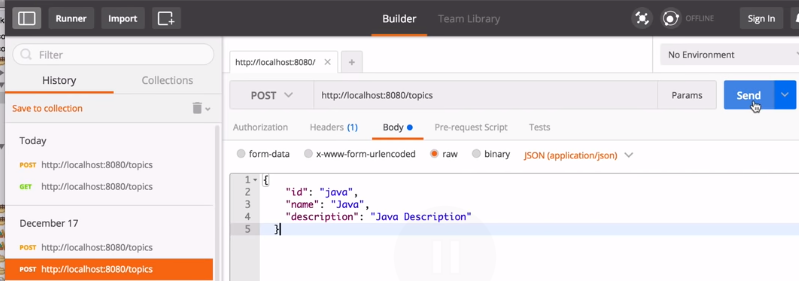 Runner Import Builder Team Library OFFLINE Sign In
Filter
http://localhost:8080/
No Environment
History Collections
POST http://localhost:8080/topics Params Send
Save to collection
Authorization Headers (1) Body Pre-request Script Tests
Today
form-data x-www-form-urlencoded raw binary JSON (application/json)
POST http://localhost:8080/topics
GET http://localhost:8080/topics
December 17
POST http://localhost:8080/topics
POST http://localhost:8080/topics
1 {
2 "id": "java",
3 "name": "Java",
4 "description": "Java Description"
5 }